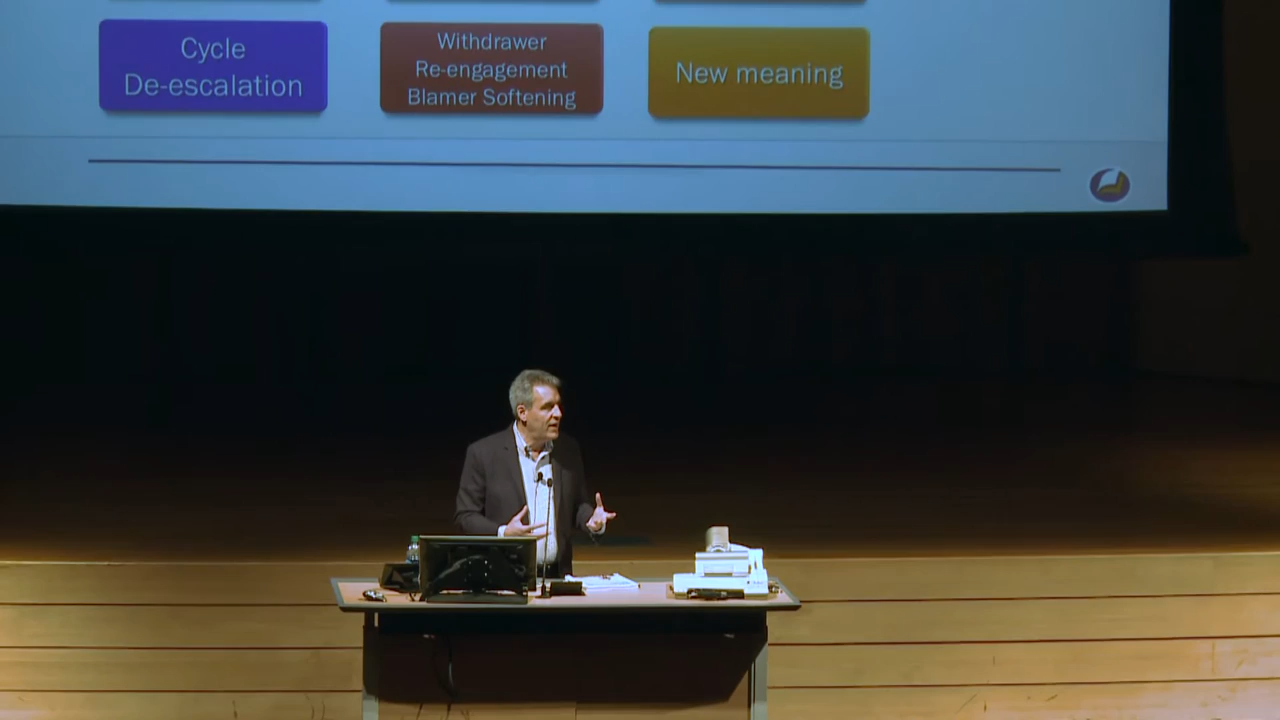 Cycle
De-escalation
Withdrawer
Re-engagement
Blamer Softening
New meaning